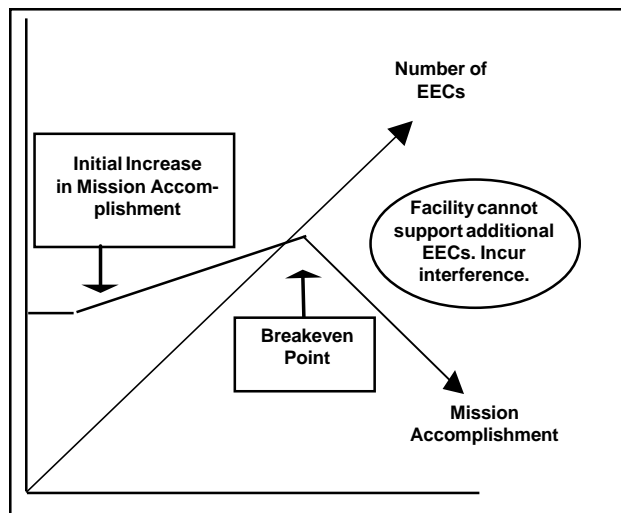 Number of
EECs
Initial Increase
in Mission Accom-
plishment
Facility cannot
support additional
EECs. Incur
interference.
Breakeven
Point
Mission
Accomplishment